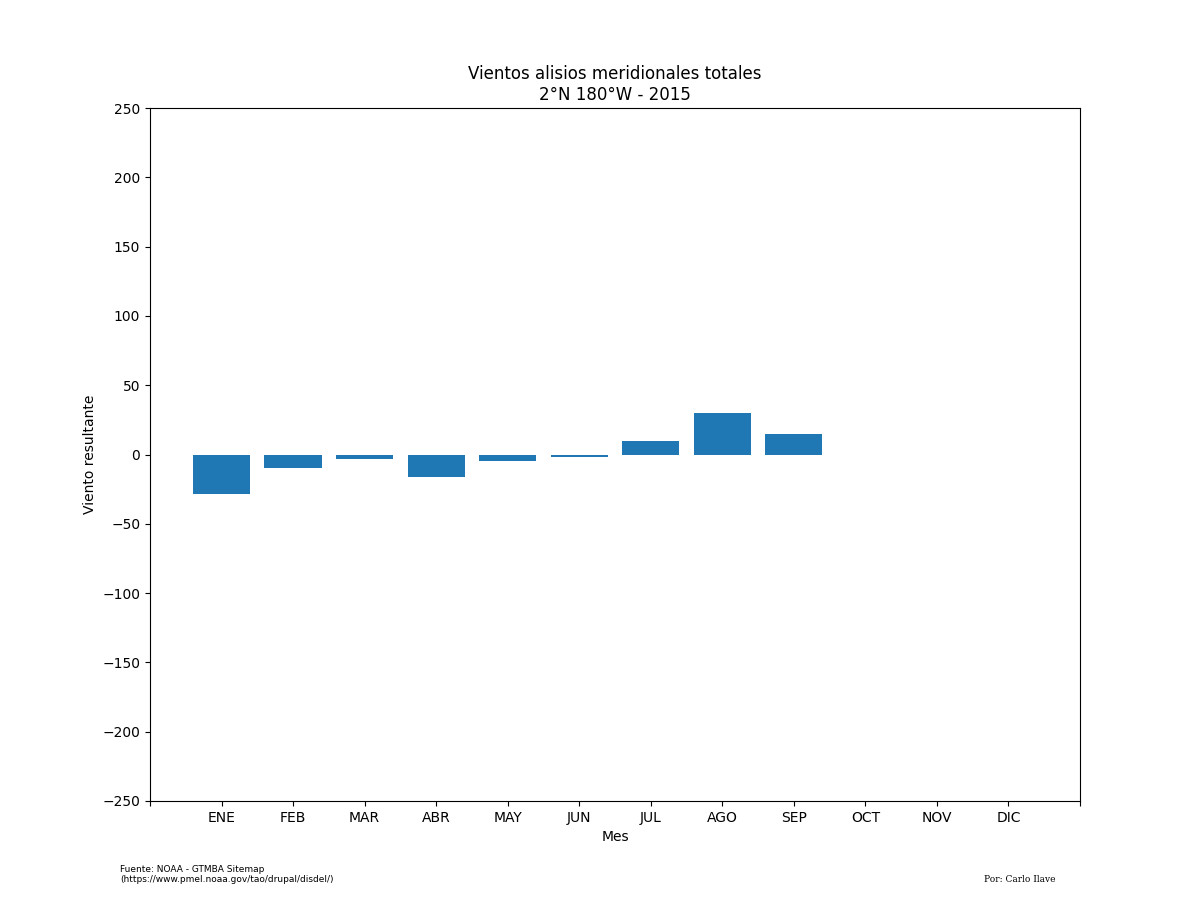 Vientos alisios meridionales totales
2°N 180°W - 2015
250
200
150
100
50
0
−50
−100
−150
−200
−250
Viento resultante
ENE FEB MAR ABR MAY JUN JUL AGO SEP OCT NOV DIC
Mes
Fuente: NOAA - GTMBA Sitemap
(https://www.pmel.noaa.gov/tao/drupal/disdel/)
Por: Carlo Ilave